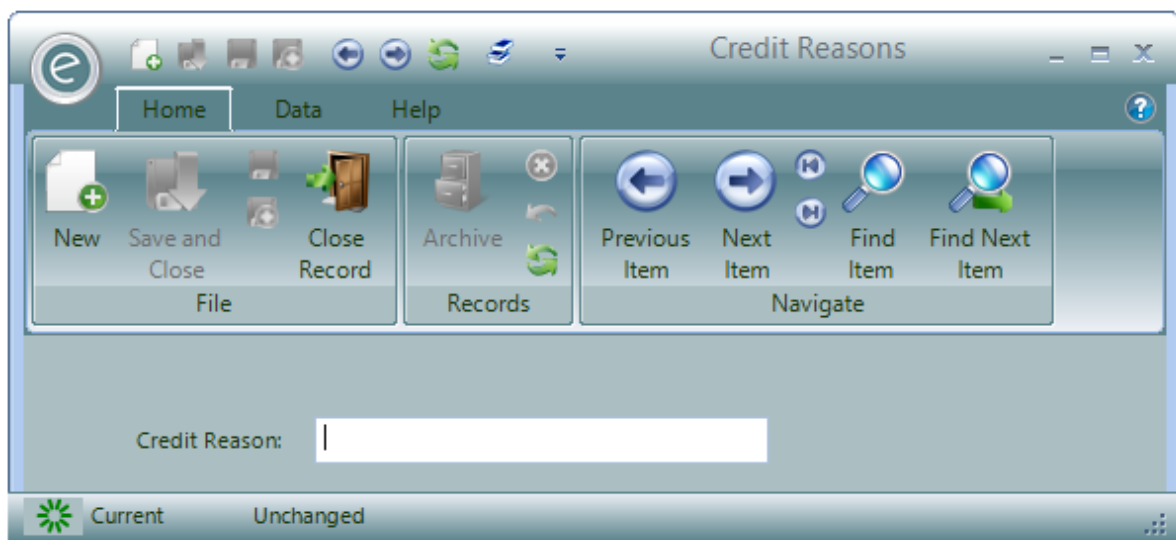 e
Credit Reasons
Home Data Help
New
Save and
Close
Close
Record
Archive
Previous
Item
Next
Item
Find
Item
Find Next
Item
File
Records
Navigate
Credit Reason:
Current
Unchanged